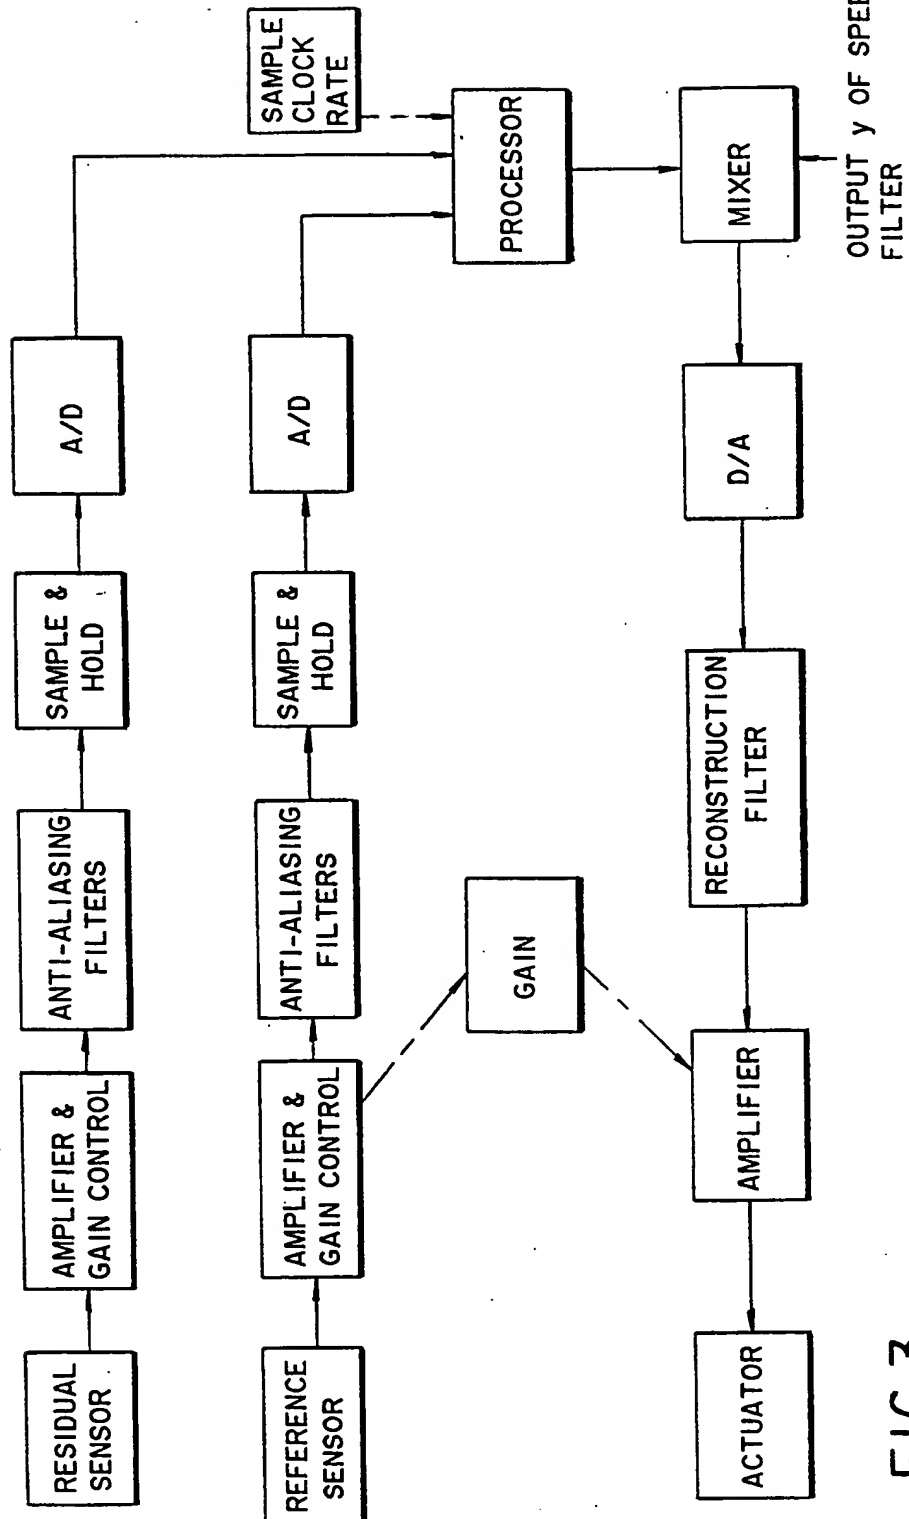 RESIDUAL
SENSOR
AMPLIFIER &
GAIN CONTROL
ANTI-ALIASING
FILTERS
SAMPLE &
HOLD
A/D
REFERENCE
SENSOR
AMPLIFIER &
GAIN CONTROL
ANTI-ALIASING
FILTERS
SAMPLE &
HOLD
A/D
SAMPLE
CLOCK
RATE
GAIN
PROCESSOR
ACTUATOR
AMPLIFIER
RECONSTRUCTION
FILTER
D/A
MIXER
OUTPUT y OF SPEE
FILTER